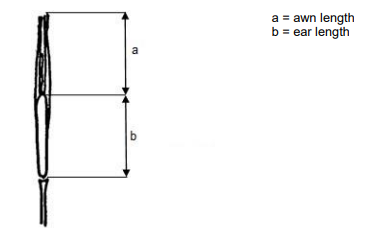 a = awn length
b = ear length
a
b